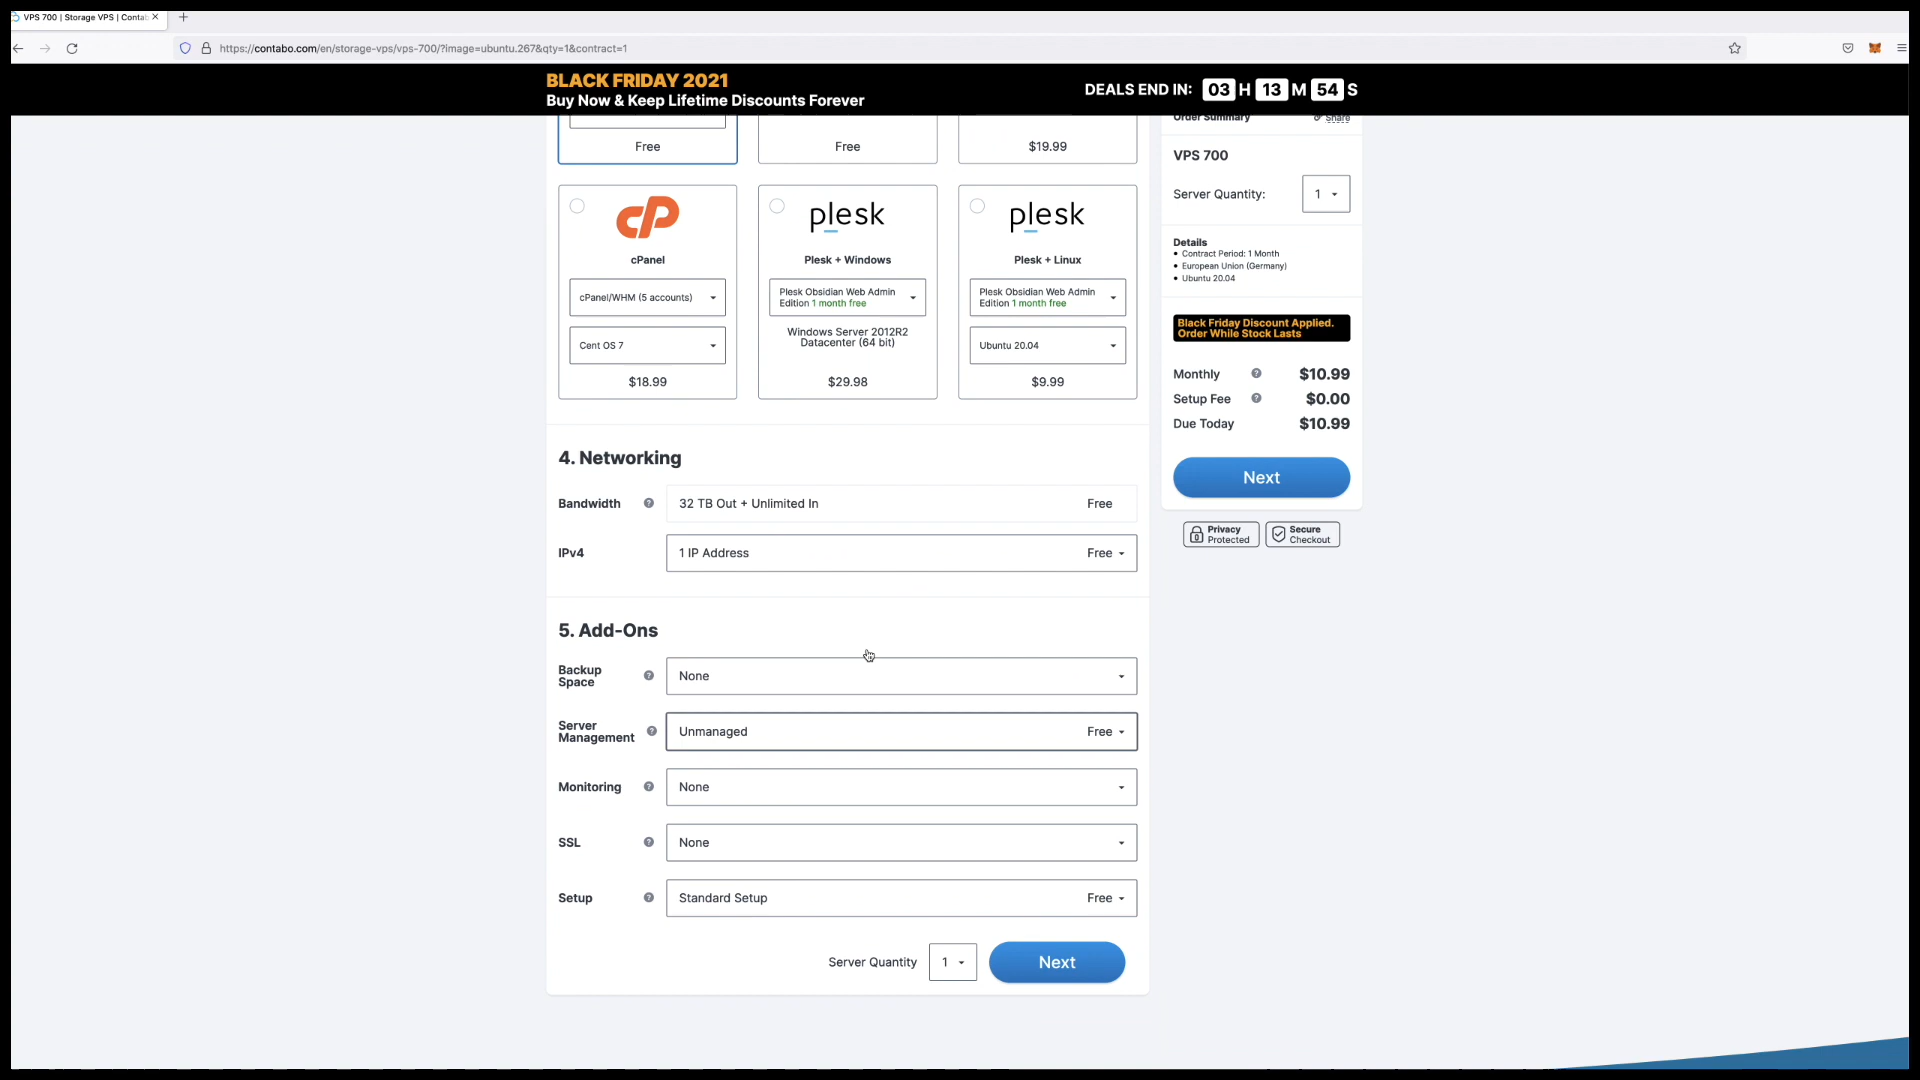 VPS 700 | Storage VPS | Conta
https://contabo.com/en/storage-vps/vps-700/?image=ubuntu.267&qty=1&contract=1
BLACK FRIDAY 2021
Buy Now & Keep Lifetime Discounts Forever
DEALS END IN: 03 H 13 M 54 S
Free
Free
$19.99
cPanel
cPanel/WHM (5 accounts)
Cent OS 7
$18.99
plesk
Plesk + Windows
Plesk Obsidian Web Admin
Edition 1 month free
Windows Server 2012R2
Datacenter (64 bit)
$29.98
plesk
Plesk + Linux
Plesk Obsidian Web Admin
Edition 1 month free
Ubuntu 20.04
$9.99
4. Networking
Bandwidth ? 32 TB Out + Unlimited In Free
IPv4 1 IP Address Free
5. Add-Ons
Backup
Space ? None
Server
Management ? Unmanaged Free
Monitoring ? None
SSL ? None
Setup ? Standard Setup Free
Server Quantity 1 Next
Order Summary Share
VPS 700
Server Quantity: 1
Details
• Contract Period: 1 Month
• European Union (Germany)
• Ubuntu 20.04
Black Friday Discount Applied.
Order While Stock Lasts
Monthly ? $10.99
Setup Fee ? $0.00
Due Today $10.99
Next
Privacy
Protected
Secure
Checkout